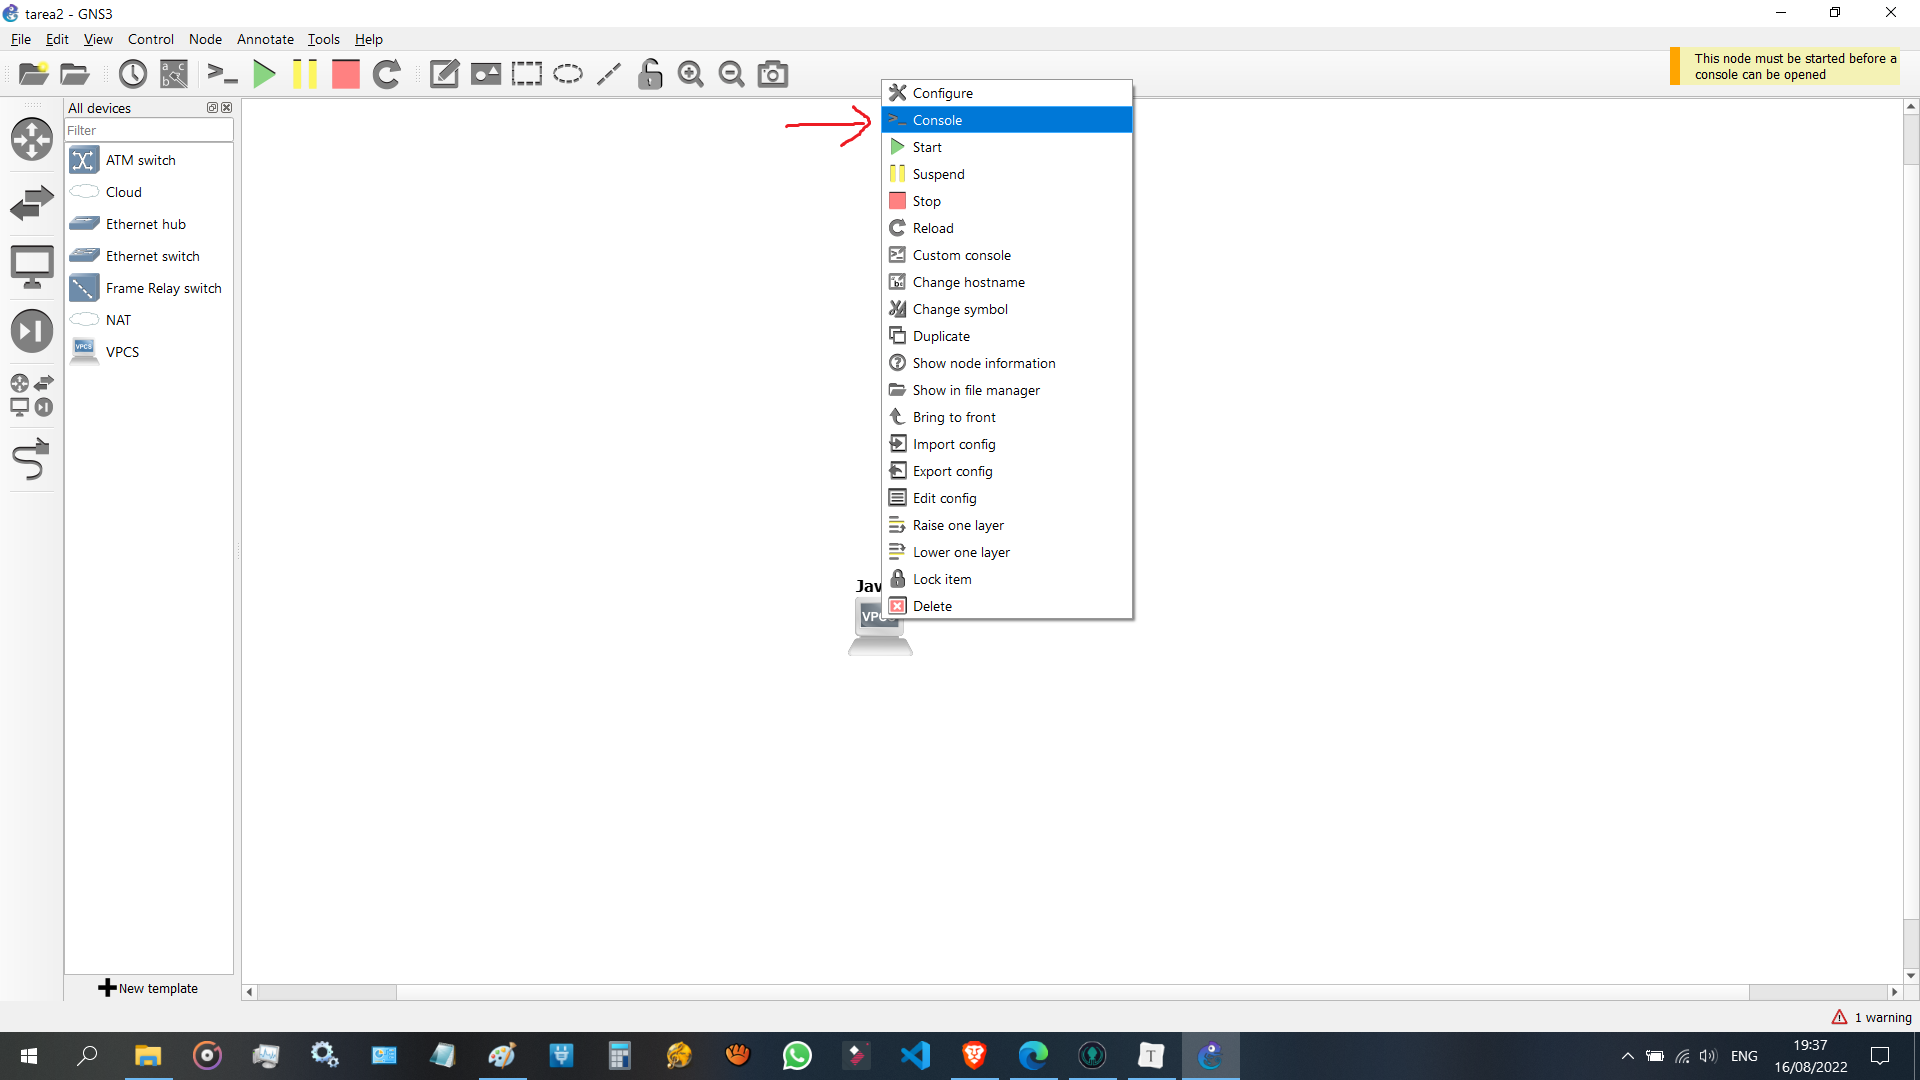 tarea2 - GNS3
File Edit View Control Node Annotate Tools Help
This node must be started before a
console can be opened
All devices
Filter
ATM switch
Cloud
Ethernet hub
Ethernet switch
Frame Relay switch
NAT
VPCS
VPCS
New template
Configure
Console
Start
Suspend
Stop
Reload
Custom console
Change hostname
Change symbol
Duplicate
Show node information
Show in file manager
Bring to front
Import config
Export config
Edit config
Raise one layer
Lower one layer
Lock item
Delete
Jav
VPCS
1 warning
T
ENG
19:37
16/08/2022